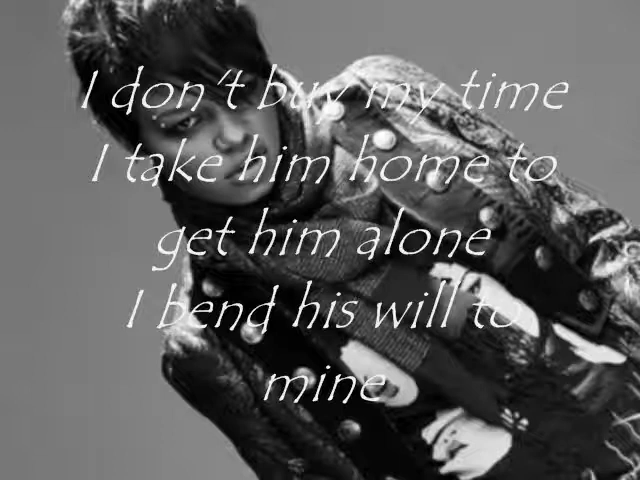 I don't buy my time
I take him home to
get him alone
I bend his will to
mine